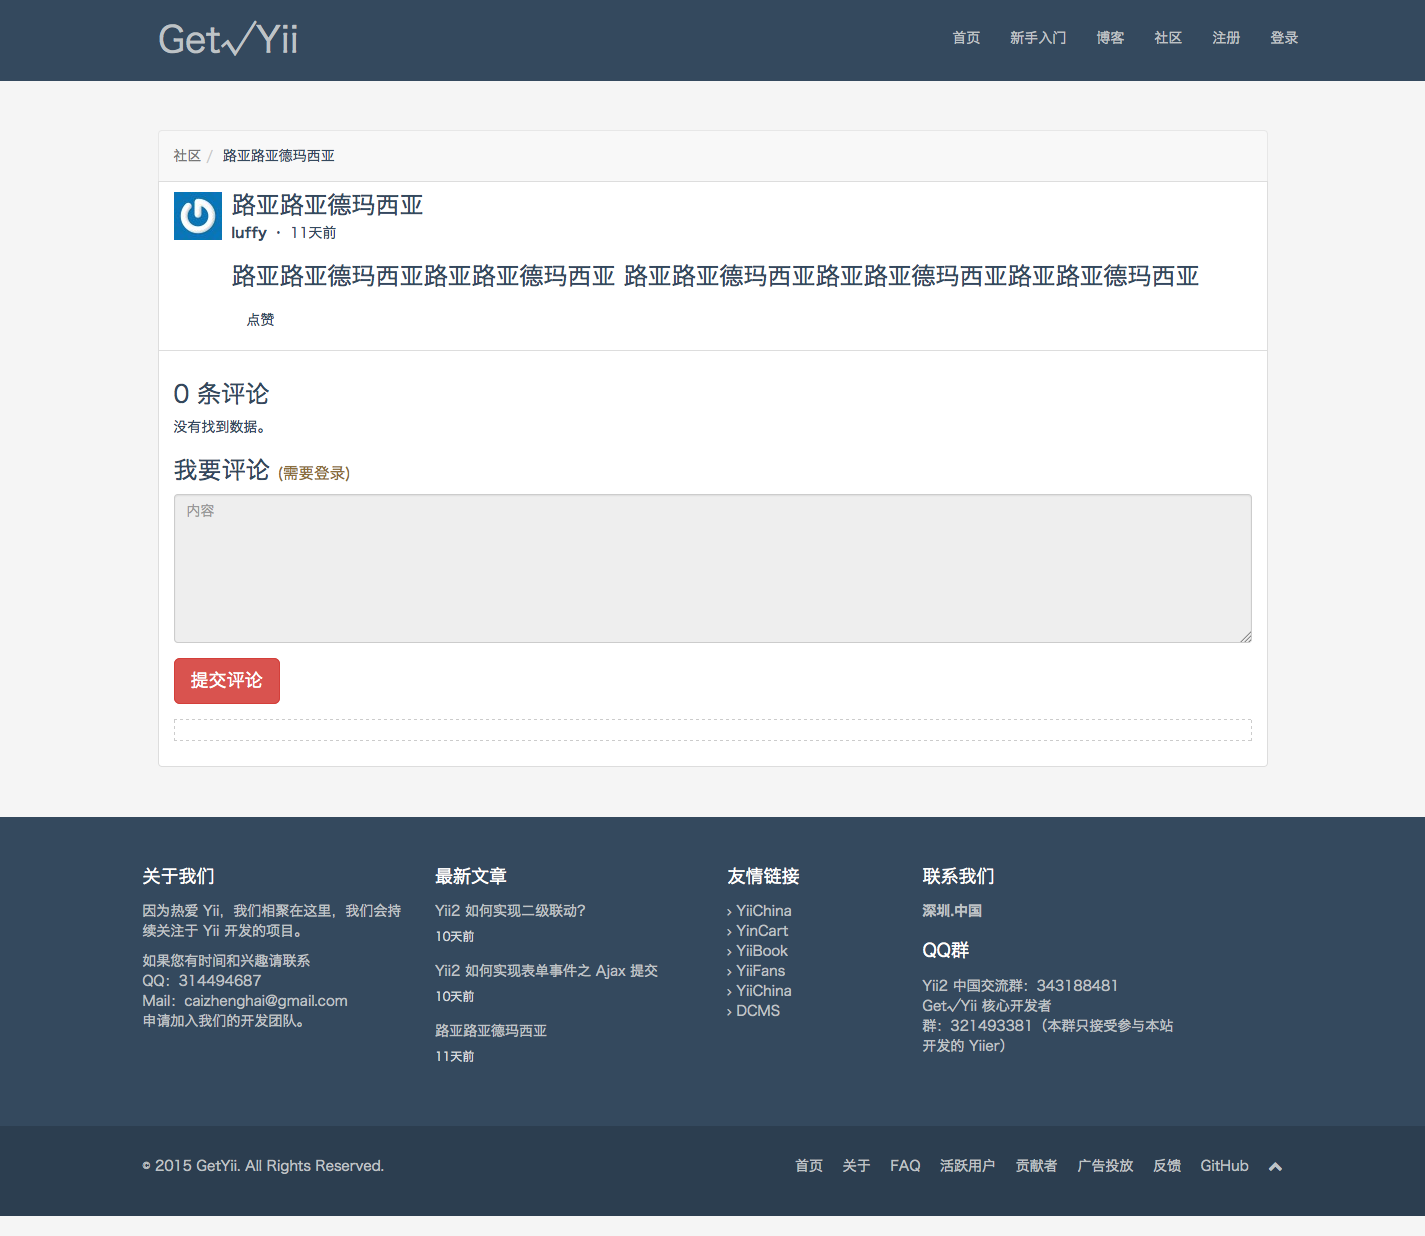 Get✓Yii
首页 新手入门 博客 社区 注册 登录
社区 / 路亚路亚德玛西亚
路亚路亚德玛西亚
luffy · 11天前
路亚路亚德玛西亚路亚路亚德玛西亚 路亚路亚德玛西亚路亚路亚德玛西亚路亚路亚德玛西亚
点赞
0 条评论
没有找到数据。
我要评论 (需要登录)
内容
提交评论
关于我们
因为热爱 Yii，我们相聚在这里，我们会持
续关注于 Yii 开发的项目。
如果您有时间和兴趣请联系
QQ：314494687
Mail：caizhenghai@gmail.com
申请加入我们的开发团队。
最新文章
Yii2 如何实现二级联动？
10天前
Yii2 如何实现表单事件之 Ajax 提交
10天前
路亚路亚德玛西亚
11天前
友情链接
› YiiChina
› YinCart
› YiiBook
› YiiFans
› YiiChina
› DCMS
联系我们
深圳.中国
QQ群
Yii2 中国交流群：343188481
Get✓Yii 核心开发者
群：321493381（本群只接受参与本站
开发的 Yiier）
© 2015 GetYii. All Rights Reserved.
首页 关于 FAQ 活跃用户 贡献者 广告投放 反馈 GitHub